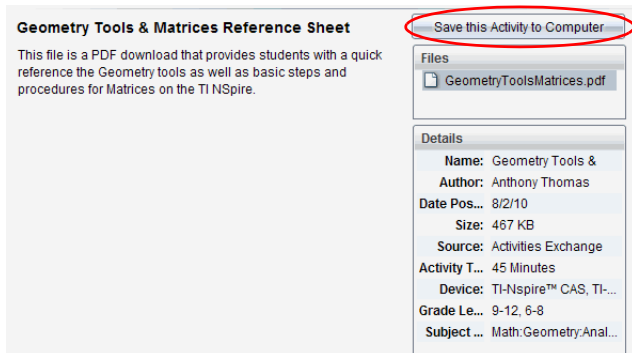 Geometry Tools & Matrices Reference Sheet
This file is a PDF download that provides students with a quick
reference the Geometry tools as well as basic steps and
procedures for Matrices on the TI NSpire.
Save this Activity to Computer
Files
GeometryToolsMatrices.pdf
Details
Name: Geometry Tools &
Author: Anthony Thomas
Date Pos... 8/2/10
Size: 467 KB
Source: Activities Exchange
Activity T... 45 Minutes
Device: TI-Nspire™ CAS, TI-...
Grade Le... 9-12, 6-8
Subject ... Math:Geometry:Anal...